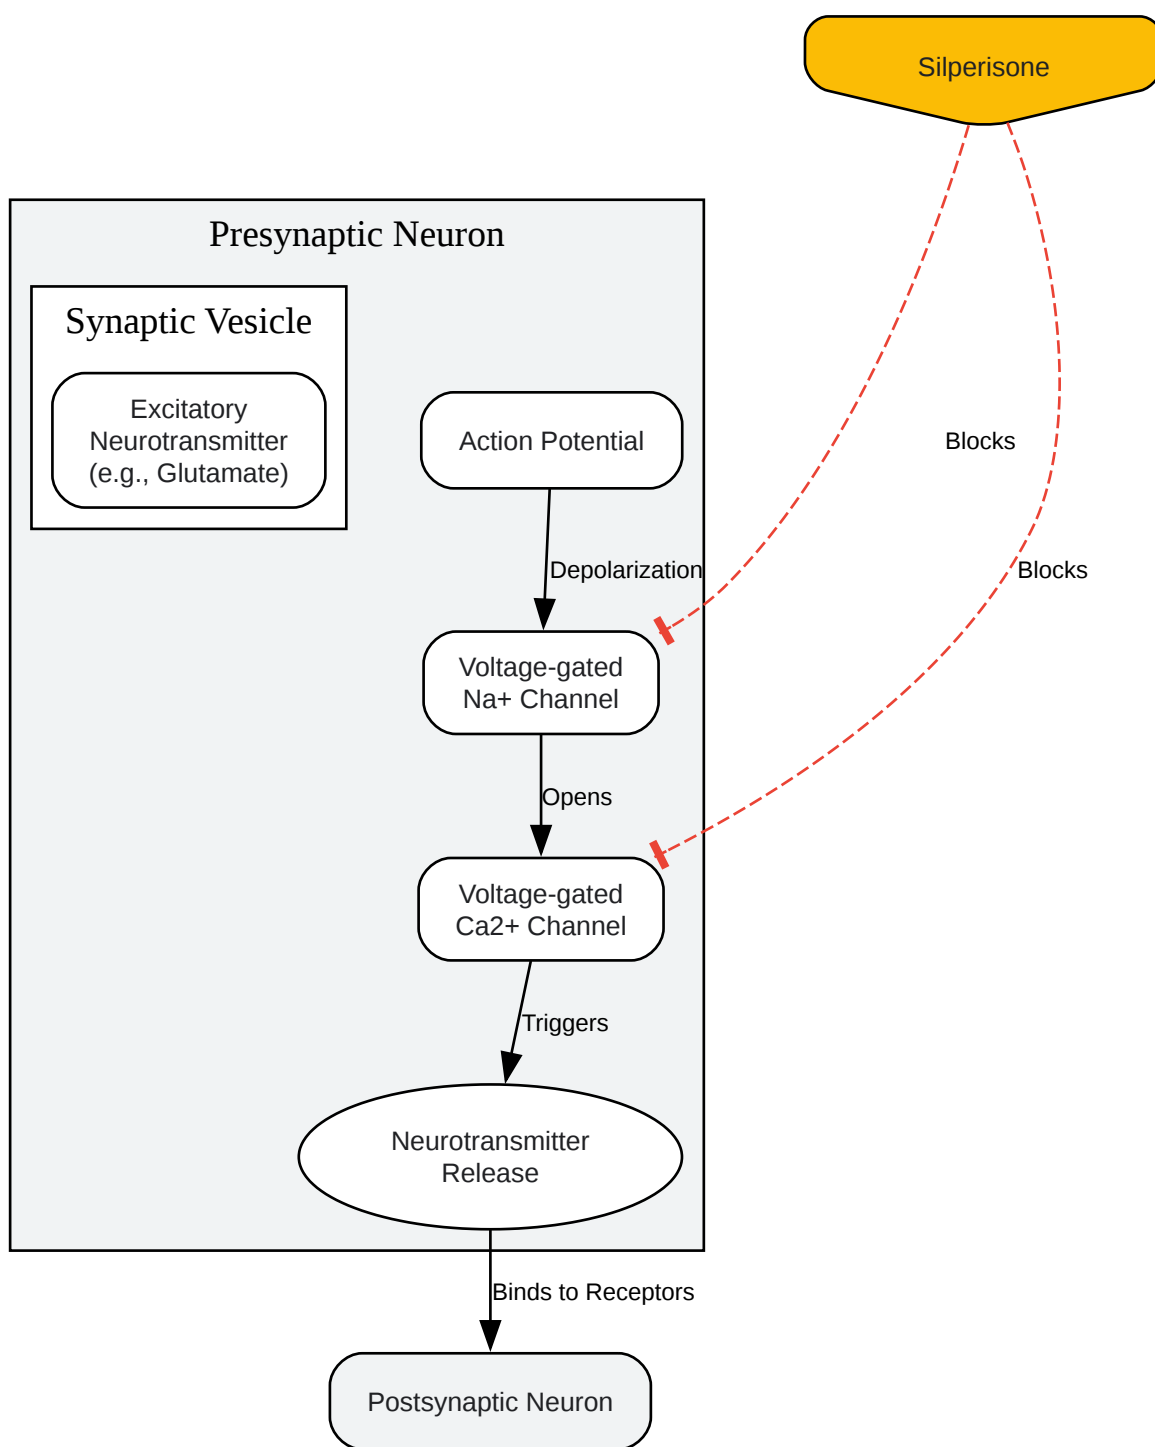 Silperisone
Presynaptic Neuron
Synaptic Vesicle
Excitatory
Neurotransmitter
(e.g., Glutamate)
Action Potential
Blocks
Depolarization
Blocks
Voltage-gated
Na+ Channel
Opens
Voltage-gated
Ca2+ Channel
Triggers
Neurotransmitter
Release
Binds to Receptors
Postsynaptic Neuron